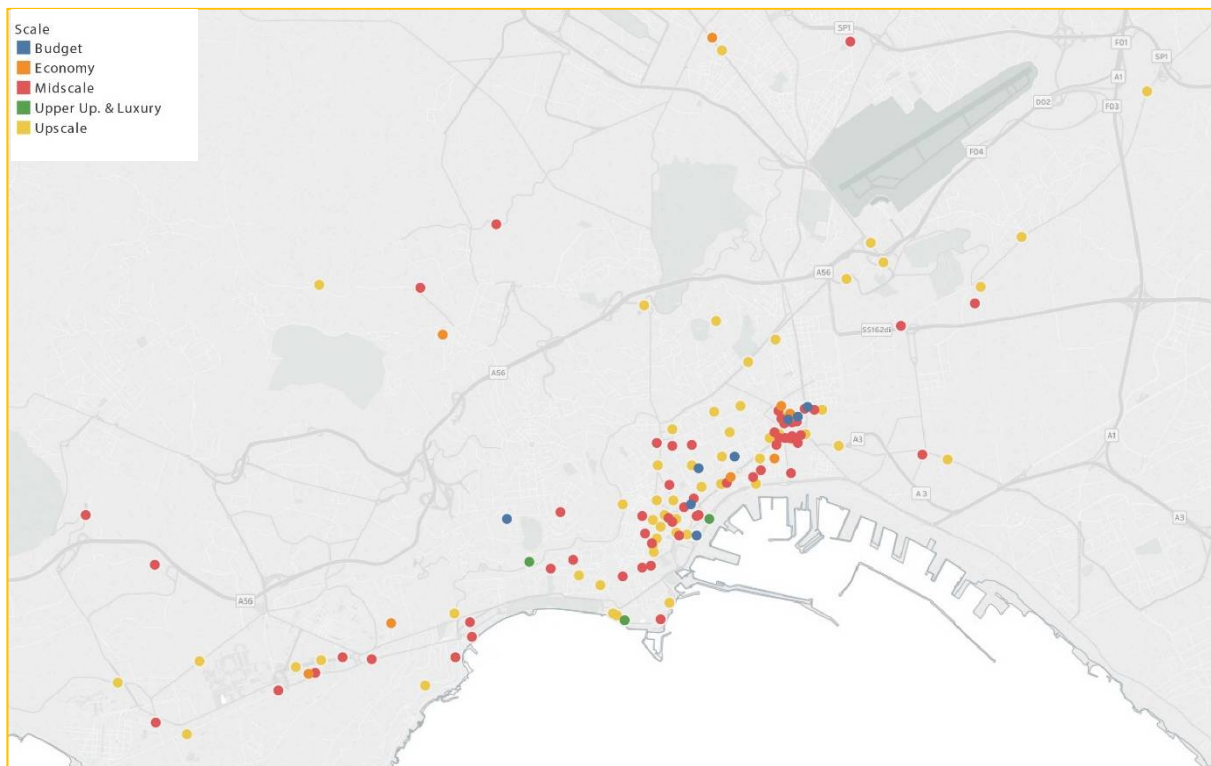 Scale
Budget
Economy
Midscale
Upper Up. & Luxury
Upscale
SP1
F01
SP1
A1
D02
F03
F04
A56
SS162dir
A56
A3
A1
A 3
A3
A56